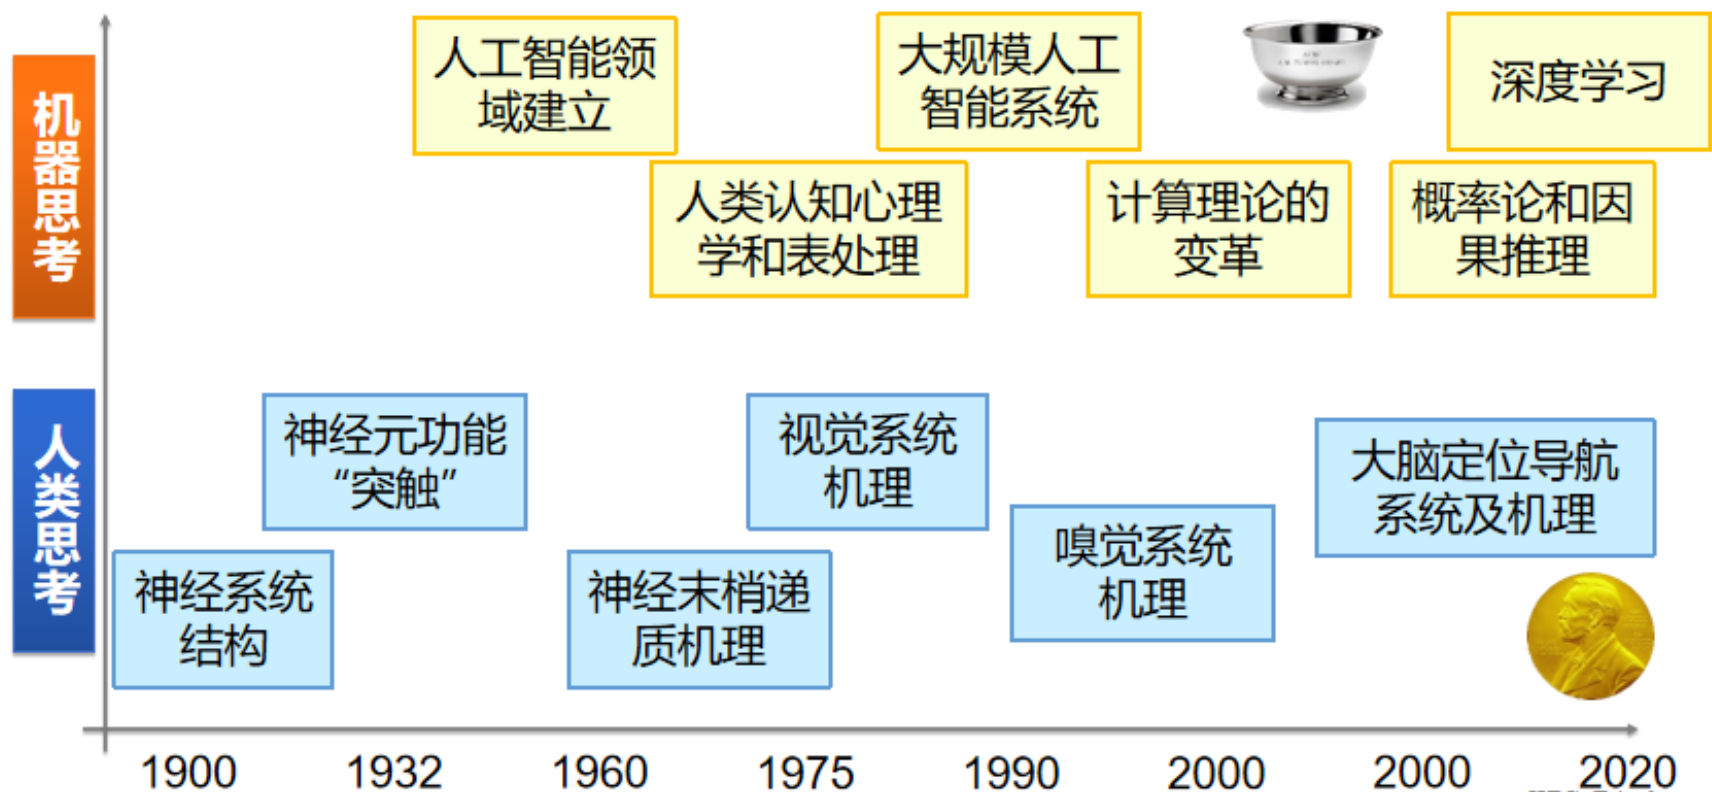 机器思考
人工智能领
域建立
大规模人工
智能系统
深度学习
人类认知心理
学和表处理
计算理论的
变革
概率论和因
果推理
人类思考
神经元功能
“突触”
视觉系统
机理
大脑定位导航
系统及机理
嗅觉系统
机理
神经系统
结构
神经末梢递
质机理
1900
1932
1960
1975
1990
2000
2000
2020